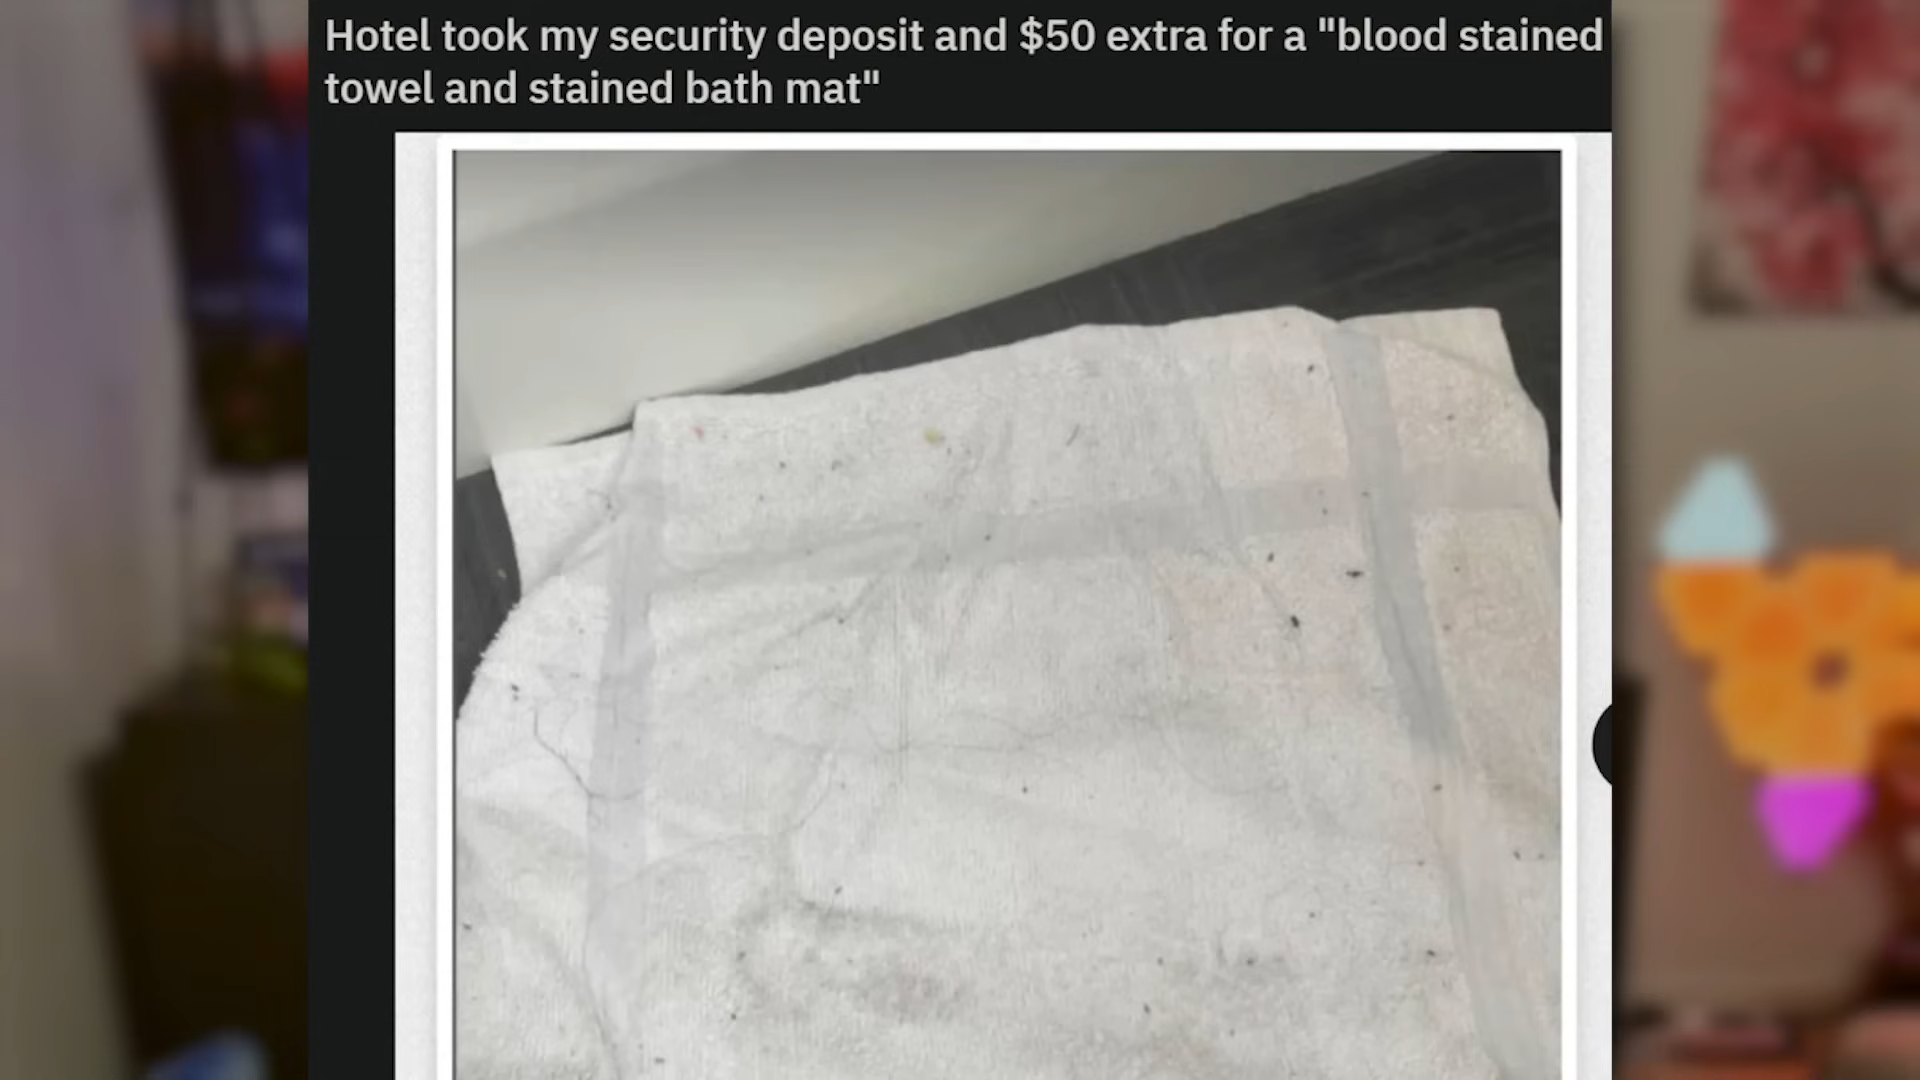 Hotel took my security deposit and $50 extra for a "blood stained
towel and stained bath mat"